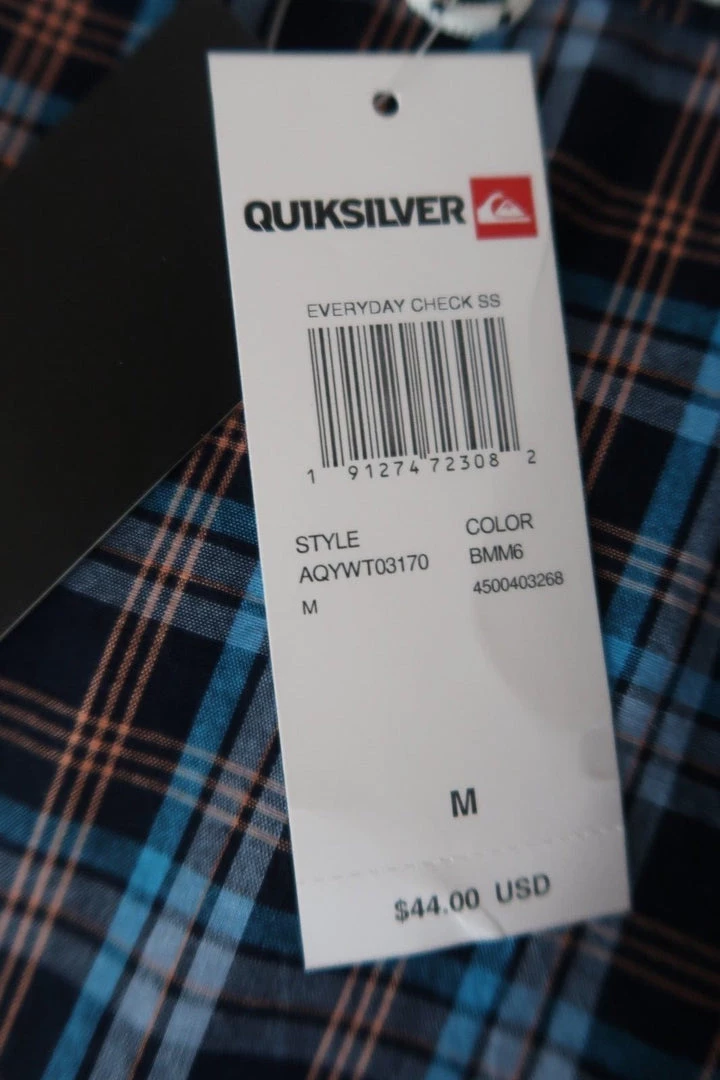 QUIKSILVER
EVERYDAY CHECK SS
1 91274 72308 2
STYLE COLOR
AQYWT03170 BMM6
M 4500403268
M
$44.00 USD